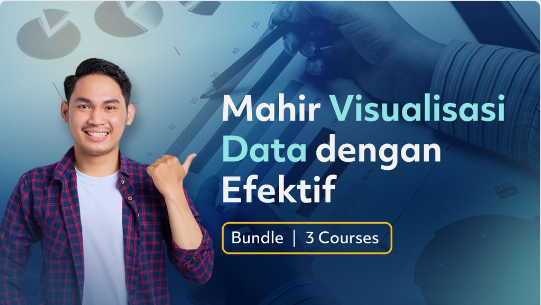 Mahir Visualisasi
Data dengan
Efektif
Bundle | 3 Courses